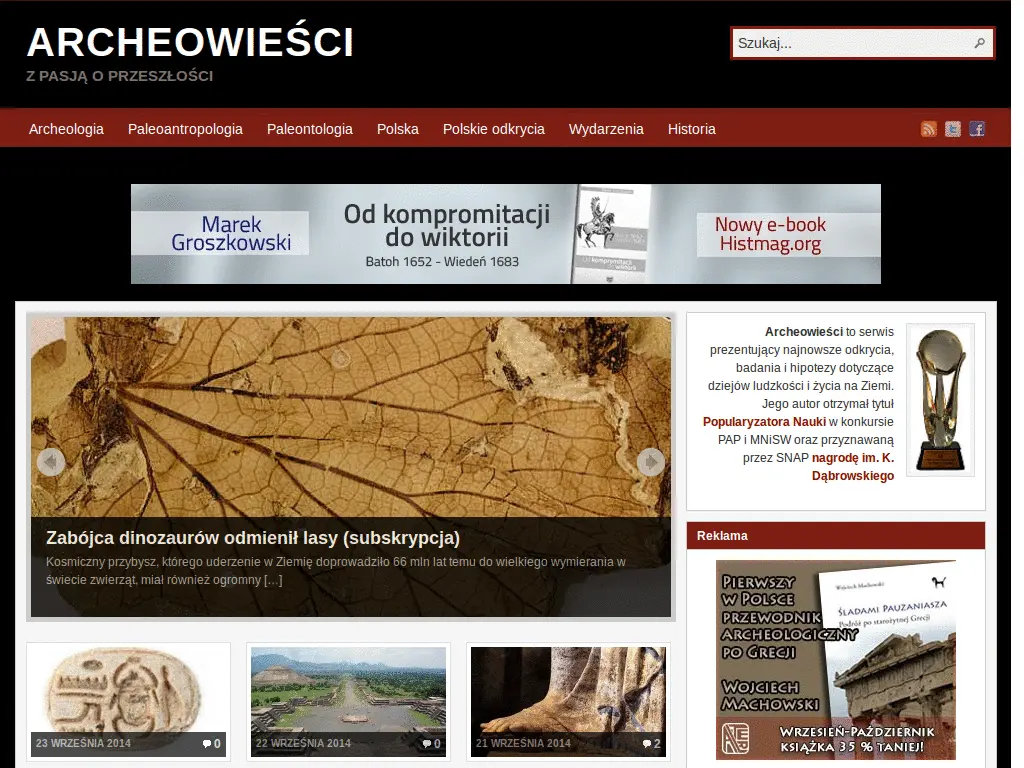 ARCHEOWIEŚCI
Z PASJĄ O PRZESZŁOŚCI
Szukaj...
Archeologia Paleoantropologia Paleontologia Polska Polskie odkrycia Wydarzenia Historia
Marek
Groszkowski
Od kompromitacji
do wiktorii
Batoh 1652 - Wiedeń 1683
Nowy e-book
Histmag.org
Zabójca dinozaurów odmienił lasy (subskrypcja)
Kosmiczny przybysz, którego uderzenie w Ziemię doprowadziło 66 mln lat temu do wielkiego wymierania w
świecie zwierząt, miał również ogromny [...]
23 WRZEŚNIA 2014 0
22 WRZEŚNIA 2014 0
21 WRZEŚNIA 2014 2
Archeowieści to serwis
prezentujący najnowsze odkrycia,
badania i hipotezy dotyczące
dziejów ludzkości i życia na Ziemi.
Jego autor otrzymał tytuł
Popularyzatora Nauki w konkursie
PAP i MNiSW oraz przyznawaną
przez SNAP nagrodę im. K.
Dąbrowskiego
Reklama
PIERWSZY
W POLSCE
PRZEWODNIK
ARCHEOLOGICZNY
PO GRECJI
WOJCIECH
MACHOWSKI
Wojciech Machowski
ŚLADAMI PAUZANIASZA
Podróż po starożytnej Grecji
WRZESIEŃ-PAŹDZIERNIK
KSIĄŻKA 35 % TANIEJ!